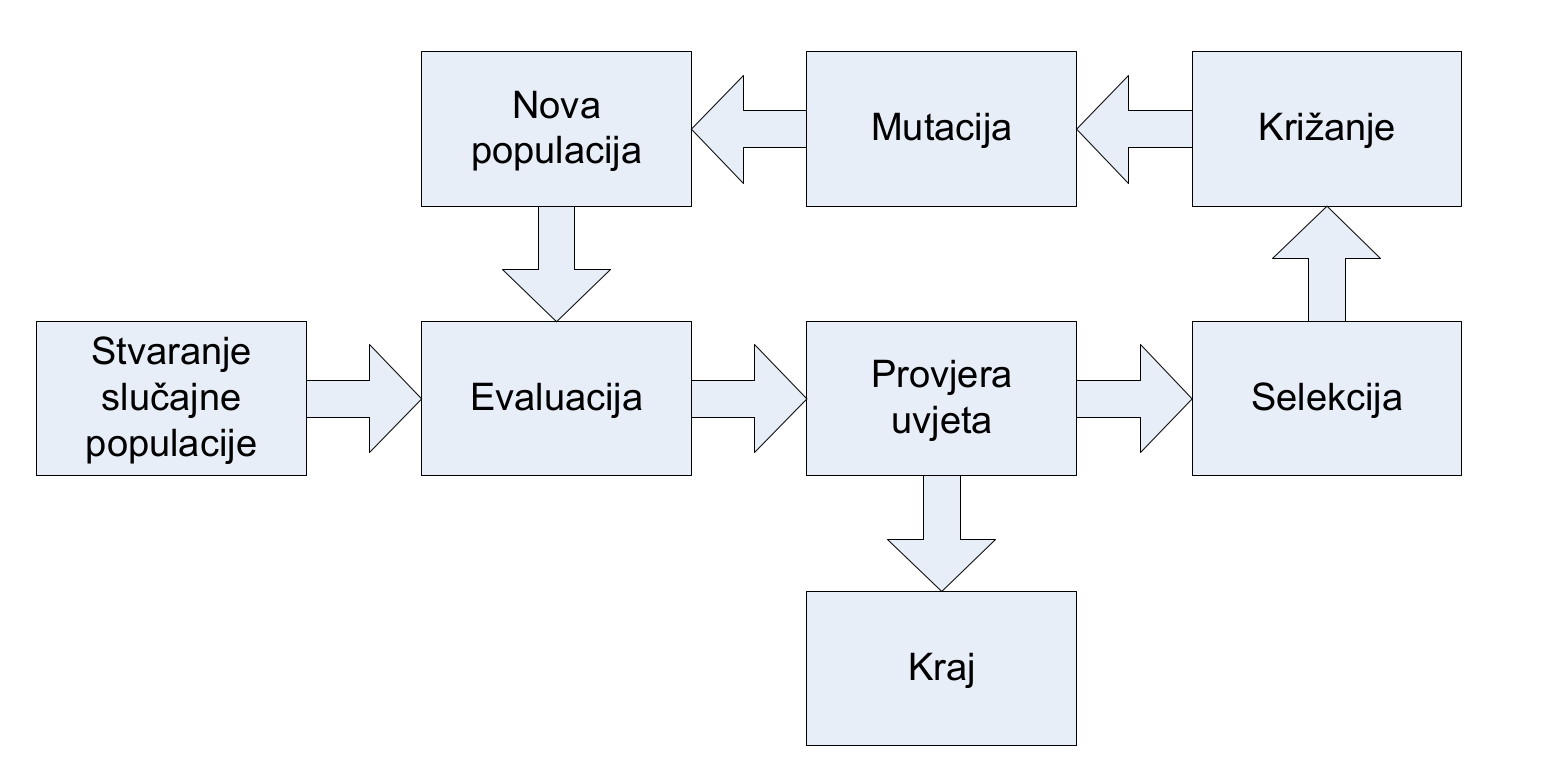 Nova
populacija
Mutacija
Križanje
Stvaranje
slučajne
populacije
Evaluacija
Provjera
uvjeta
Selekcija
Kraj